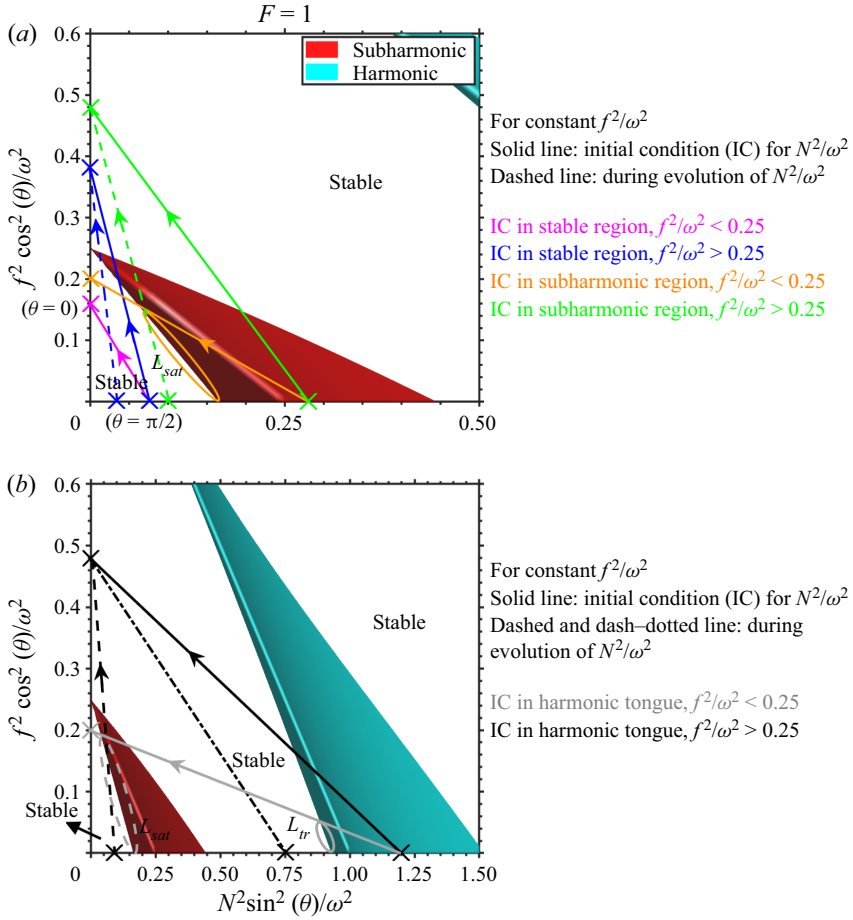 F = 1
(a)
0.6
0.5
0.4
0.3
0.2
(θ = 0)
0.1
0
0.25
0.50
f² cos² (θ)/ω²
Subharmonic
Harmonic
Stable
L_sat
Stable
(θ = π/2)
For constant f²/ω²
Solid line: initial condition (IC) for N²/ω²
Dashed line: during evolution of N²/ω²
IC in stable region, f²/ω² < 0.25
IC in stable region, f²/ω² > 0.25
IC in subharmonic region, f²/ω² < 0.25
IC in subharmonic region, f²/ω² > 0.25
(b)
0.6
0.5
0.4
0.3
0.2
0.1
0
0.25
0.50
0.75
1.00
1.25
1.50
f² cos² (θ)/ω²
N²sin² (θ)/ω²
Stable
Stable
Stable
L_sat
L_tr
For constant f²/ω²
Solid line: initial condition (IC) for N²/ω²
Dashed and dash–dotted line: during
evolution of N²/ω²
IC in harmonic tongue, f²/ω² < 0.25
IC in harmonic tongue, f²/ω² > 0.25